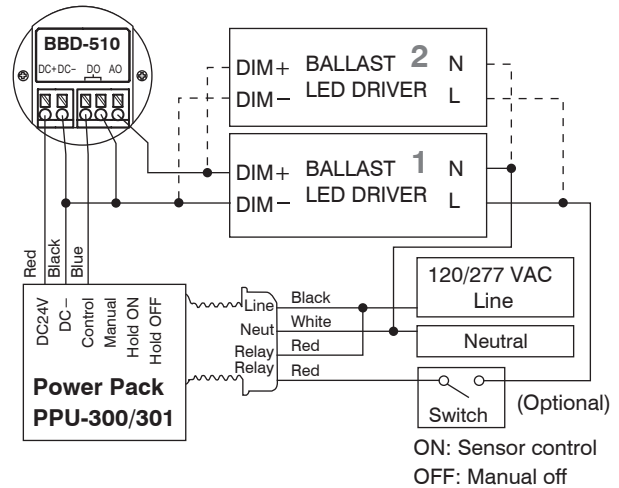 BBD-510
DC+DC− DO AO
DIM+ BALLAST 2 N
DIM− LED DRIVER L
DIM+ BALLAST 1 N
DIM− LED DRIVER L
Red
Black
Blue
DC24V
DC−
Control
Manual
Hold ON
Hold OFF
Power Pack
PPU-300/301
Line Black
Neut White
Relay Red
Relay Red
120/277 VAC
Line
Neutral
Switch
(Optional)
ON: Sensor control
OFF: Manual off